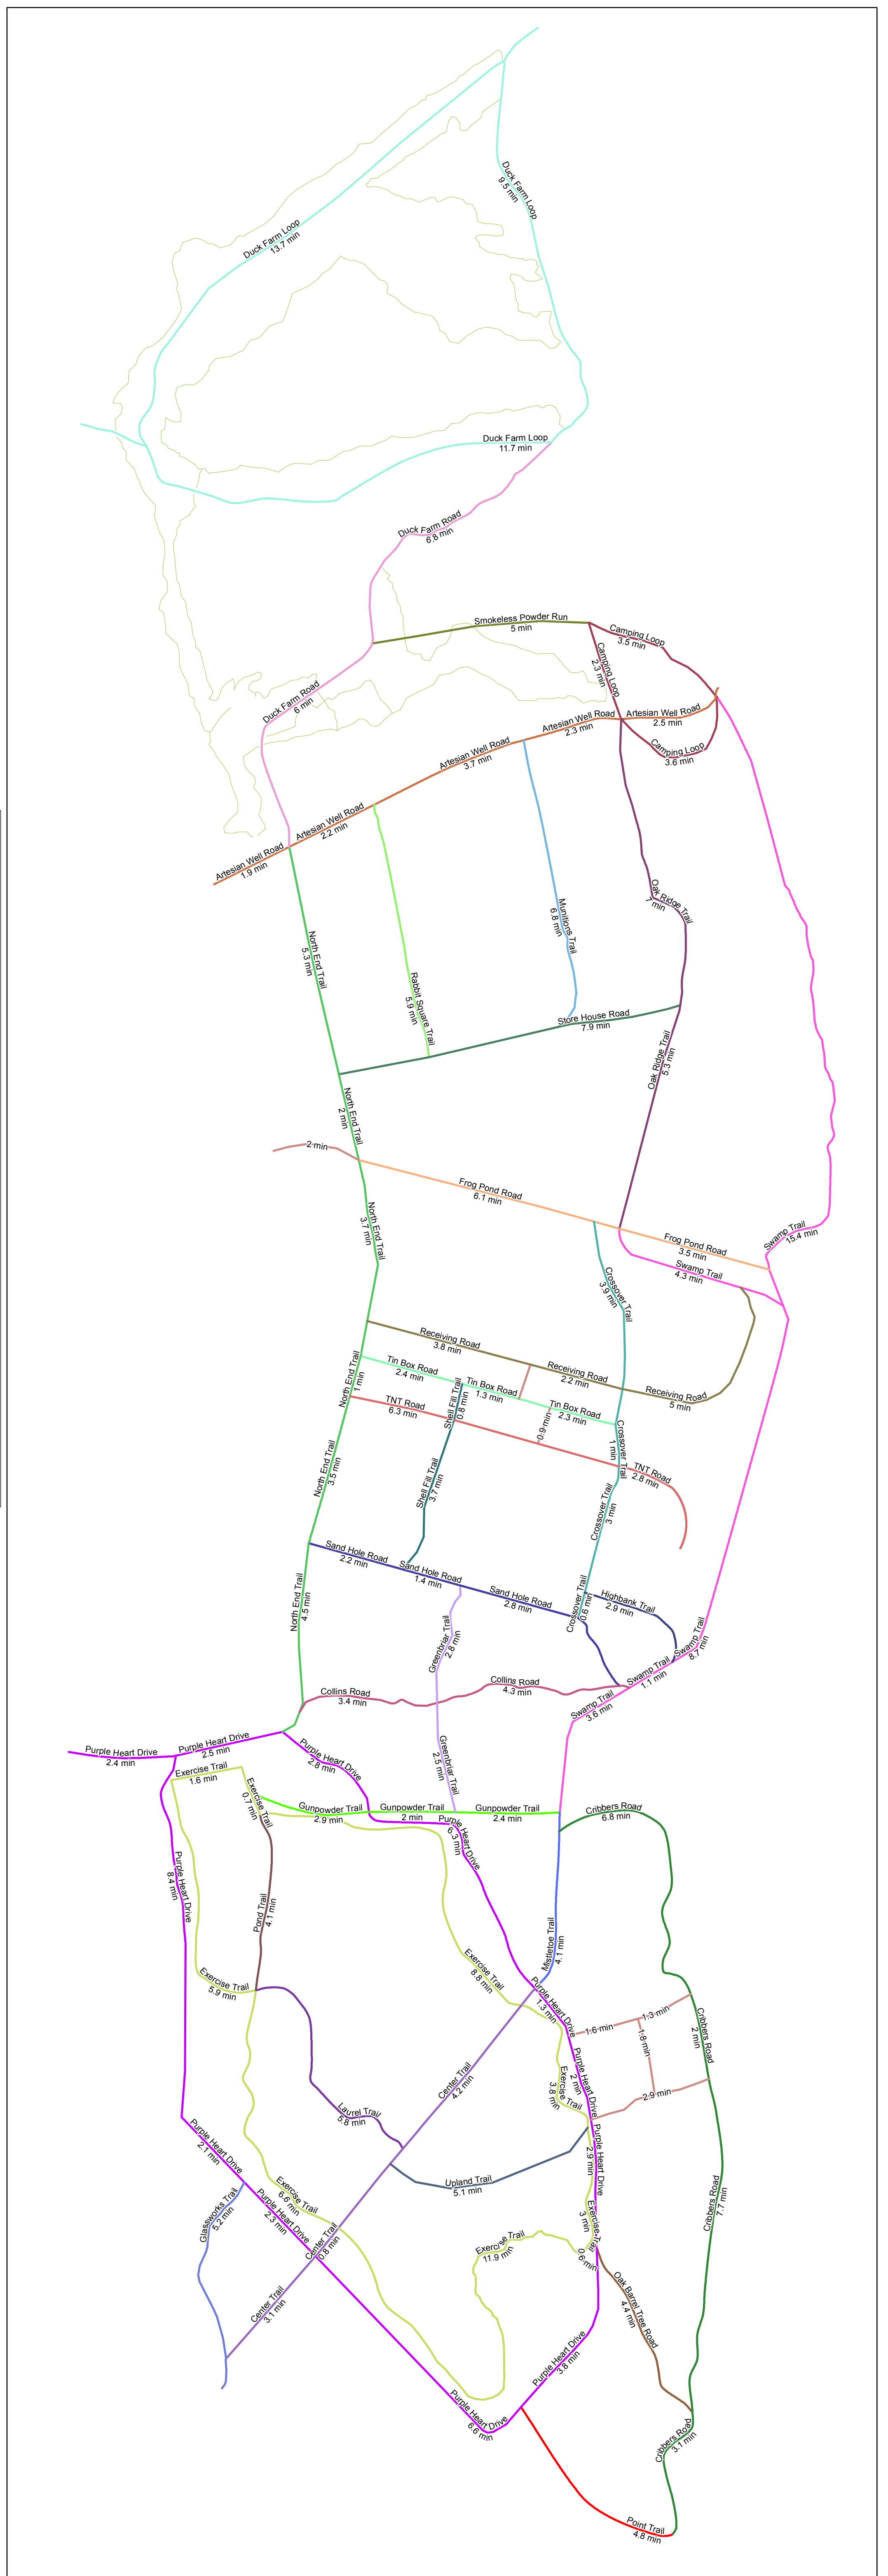 Duck Farm Loop
9.5 min
Duck Farm Loop
13.7 min
Duck Farm Loop
11.7 min
Duck Farm Road
6.8 min
Smokeless Powder Run
5 min
Camping Loop
3.5 min
Camping Loop
2.3 min
Duck Farm Road
6 min
Artesian Well Road
2.5 min
Artesian Well Road
2.3 min
Camping Loop
3.6 min
Artesian Well Road
3.7 min
Artesian Well Road
2.2 min
Artesian Well Road
1.9 min
Oak Ridge Trail
7 min
Munitions Trail
6.8 min
North End Trail
5.3 min
Rabbit Square Trail
5.9 min
Store House Road
7.9 min
Oak Ridge Trail
5.3 min
North End Trail
2 min
2 min
Frog Pond Road
6.1 min
North End Trail
3.7 min
Swamp Trail
15.4 min
Frog Pond Road
3.5 min
Swamp Trail
4.3 min
Crossover Trail
3.9 min
Receiving Road
3.8 min
Tin Box Road
2.4 min
Receiving Road
2.2 min
North End Trail
1 min
Tin Box Road
1.3 min
Receiving Road
5 min
TNT Road
6.3 min
Shell Fill Trail
0.8 min
Tin Box Road
2.3 min
0.9 min
Crossover Trail
1 min
TNT Road
2.8 min
North End Trail
3.5 min
Shell Fill Trail
3.7 min
Crossover Trail
3 min
Sand Hole Road
2.2 min
Sand Hole Road
1.4 min
Sand Hole Road
2.8 min
Crossover Trail
0.6 min
Highbank Trail
2.9 min
North End Trail
4.5 min
Greenbriar Trail
2.8 min
Swamp Trail
8.7 min
Swamp Trail
1.1 min
Collins Road
3.4 min
Collins Road
4.3 min
Swamp Trail
3.6 min
Purple Heart Drive
2.4 min
Purple Heart Drive
2.5 min
Purple Heart Drive
2.8 min
Greenbriar Trail
2.5 min
Exercise Trail
1.6 min
Exercise Trail
0.7 min
Gunpowder Trail
2.9 min
Gunpowder Trail
2 min
Gunpowder Trail
2.4 min
Cribbers Road
6.8 min
Purple Heart Drive
6.3 min
Purple Heart Drive
8.4 min
Pond Trail
4.1 min
Mistletoe Trail
4.1 min
Exercise Trail
8.8 min
Exercise Trail
5.9 min
Purple Heart Drive
1.3 min
1.6 min
1.3 min
1.8 min
Cribbers Road
2 min
Purple Heart Drive
2 min
Exercise Trail
3.8 min
2.9 min
Center Trail
4.2 min
Laurel Trail
5.8 min
Purple Heart Drive
2.1 min
Purple Heart Drive
2.9 min
Upland Trail
5.1 min
Exercise Trail
6.6 min
Glassworks Trail
5.2 min
Purple Heart Drive
2.3 min
Cribbers Road
7.7 min
Exercise Trail
3 min
Center Trail
0.8 min
Exercise Trail
11.9 min
0.6 min
Center Trail
3.1 min
Oak Barrel Tree Road
4.4 min
Purple Heart Drive
3.8 min
Purple Heart Drive
6.6 min
Cribbers Road
3.1 min
Point Trail
4.8 min